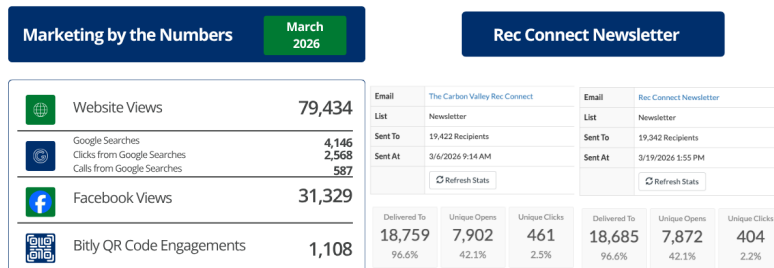 Marketing by the Numbers
March
2026
Website Views 79,434
Google Searches 4,146
Clicks from Google Searches 2,568
Calls from Google Searches 587
Facebook Views 31,329
Bitly QR Code Engagements 1,108
Rec Connect Newsletter
Email The Carbon Valley Rec Connect
List Newsletter
Sent To 19,422 Recipients
Sent At 3/6/2026 9:14 AM
Refresh Stats
Delivered To Unique Opens Unique Clicks
18,759 7,902 461
96.6% 42.1% 2.5%
Email Rec Connect Newsletter
List Newsletter
Sent To 19,342 Recipients
Sent At 3/19/2026 1:55 PM
Refresh Stats
Delivered To Unique Opens Unique Clicks
18,685 7,872 404
96.6% 42.1% 2.2%